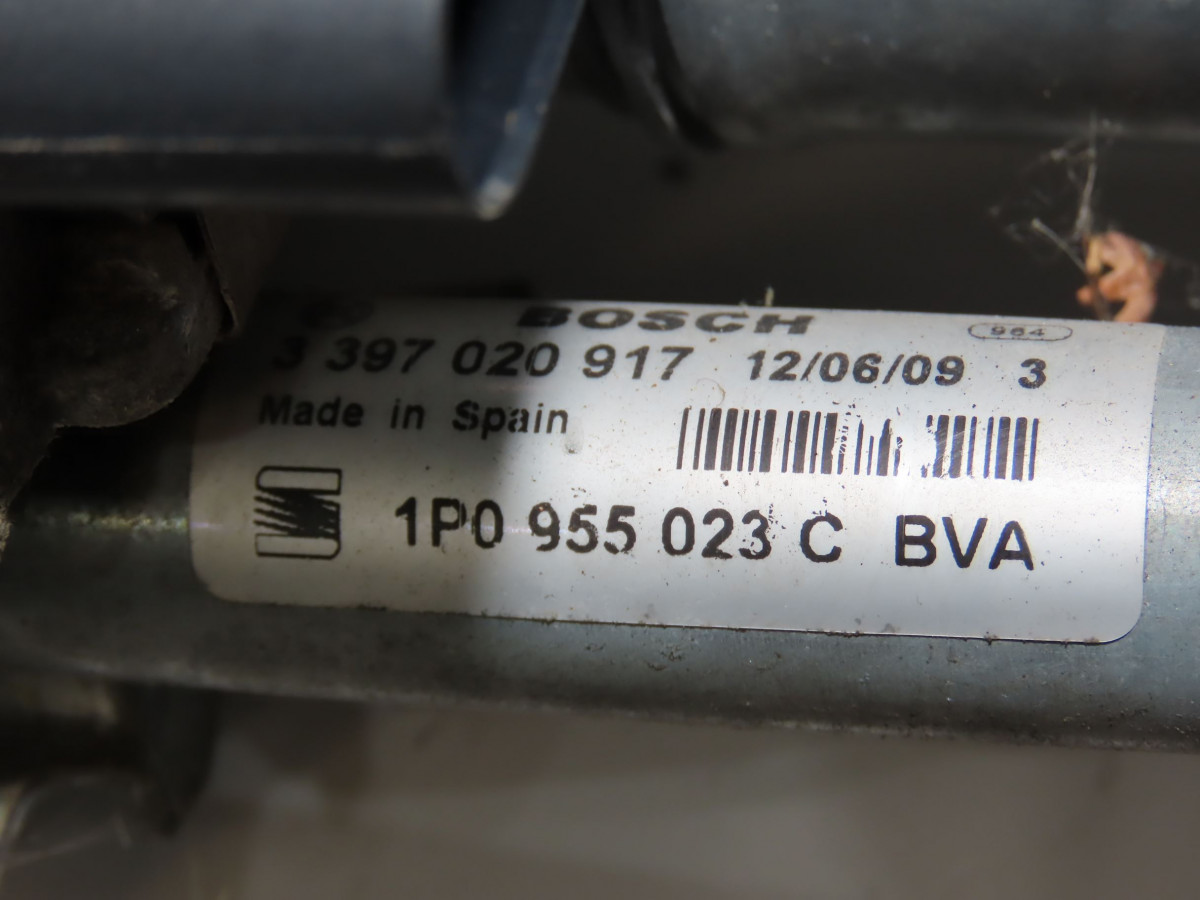 BOSCH 964
3 397 020 917 12/06/09 3
Made in Spain
1P0 955 023 C BVA